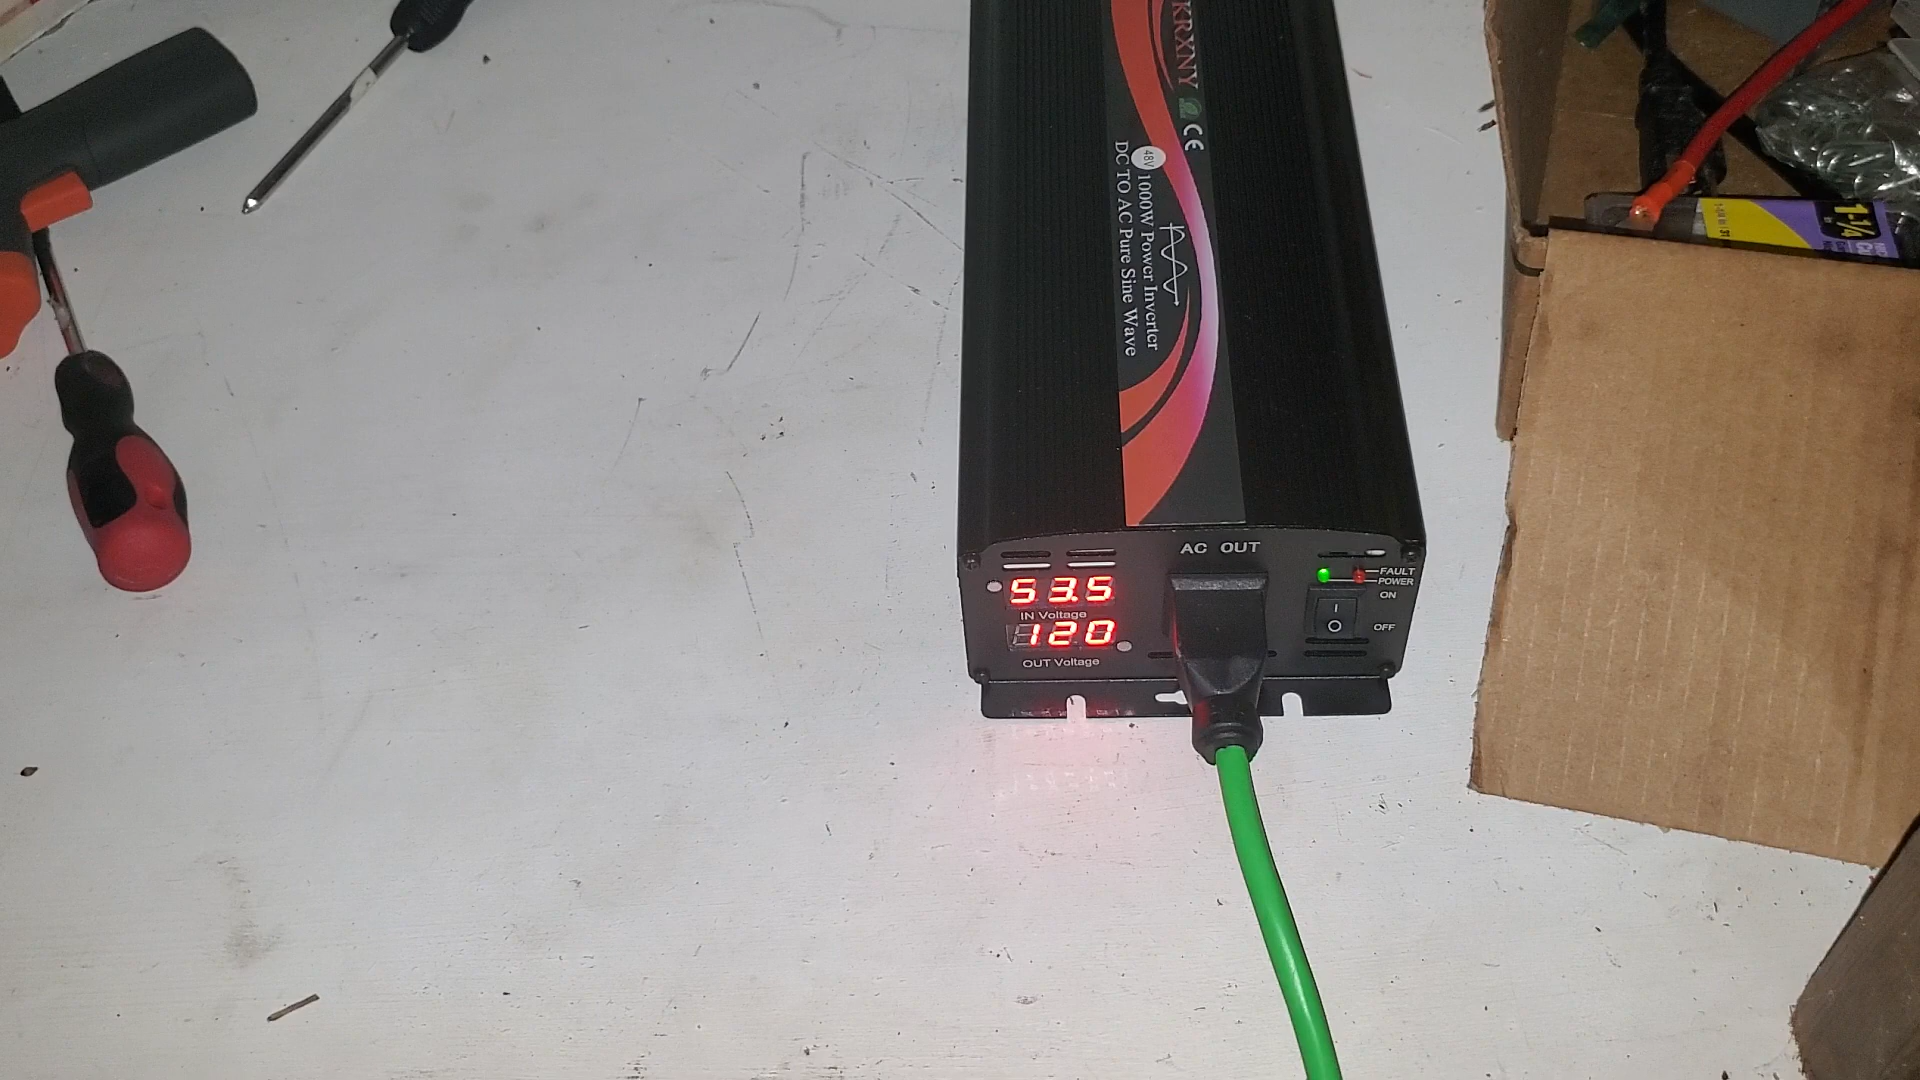 KRXNY
CE
48V
1000W Power Inverter
DC TO AC Pure Sine Wave
AC OUT
53.5
IN Voltage
120
OUT Voltage
FAULT
POWER
ON
I
O
OFF
1-1/4